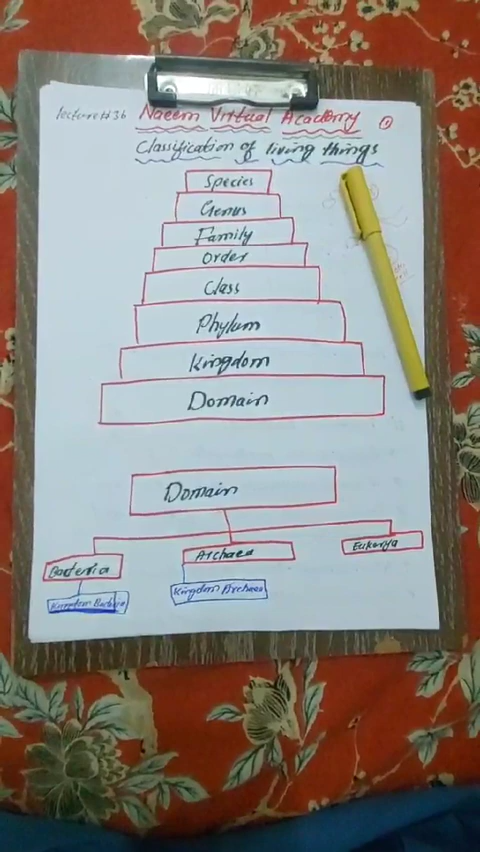 lecture# 36 Naeem Virtual Academy 1
Classification of living things
Species
Genus
Family
Order
Class
Phylum
Kingdom
Domain
Domain
Bacteria Archaea Eukarya
Kingdom Bacteria Kingdom Archaea